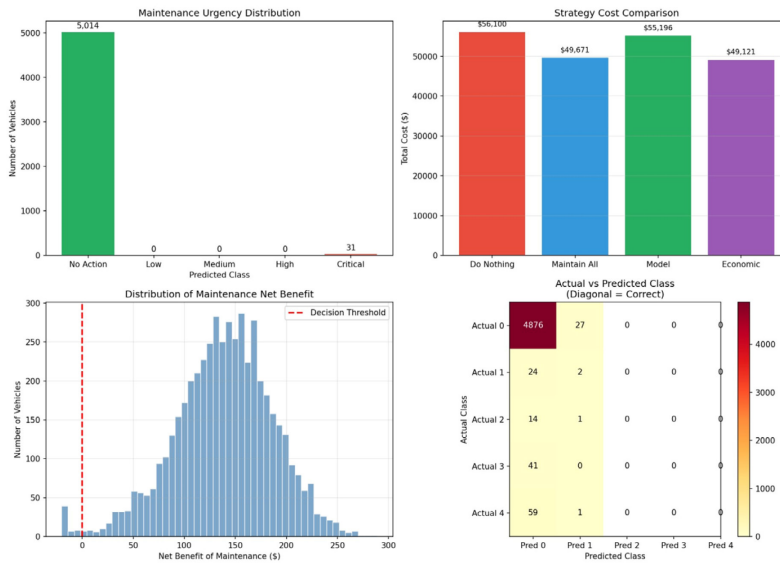 Maintenance Urgency Distribution
5,014
0
0
0
31
5000
4000
3000
2000
1000
0
Number of Vehicles
No Action
Low
Medium
High
Critical
Predicted Class
Strategy Cost Comparison
$56,100
$49,671
$55,196
$49,121
50000
40000
30000
20000
10000
0
Total Cost ($)
Do Nothing
Maintain All
Model
Economic
Distribution of Maintenance Net Benefit
Decision Threshold
300
250
200
150
100
50
0
Number of Vehicles
0
50
100
150
200
250
300
Net Benefit of Maintenance ($)
Actual vs Predicted Class
(Diagonal = Correct)
Actual 0
4876
27
0
0
0
Actual 1
24
2
0
0
0
Actual 2
14
1
0
0
0
Actual 3
41
0
0
0
0
Actual 4
59
1
0
0
0
Actual Class
Pred 0
Pred 1
Pred 2
Pred 3
Pred 4
Predicted Class
4000
3000
2000
1000
0